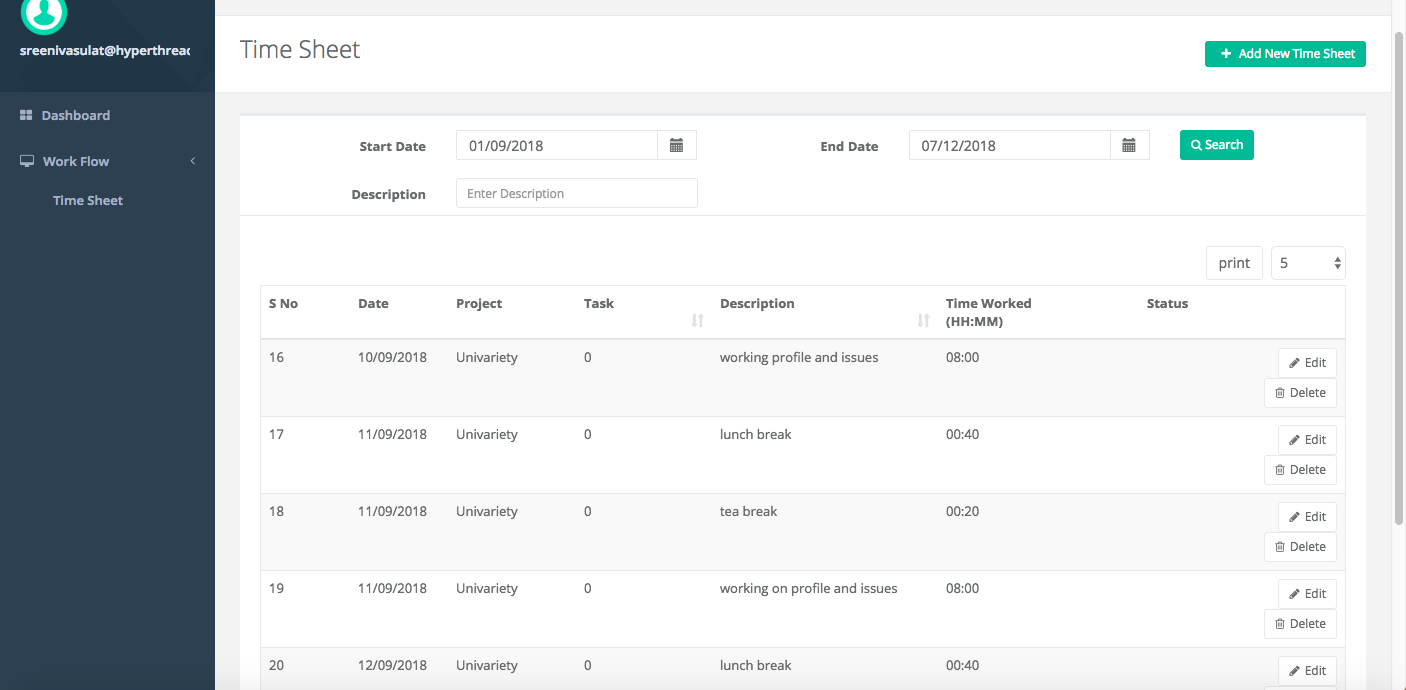 sreenivasulat@hyperthread
Time Sheet
+ Add New Time Sheet
Dashboard
Work Flow
Time Sheet
Start Date 01/09/2018 End Date 07/12/2018 Search
Description Enter Description
print 5
S No Date Project Task Description Time Worked (HH:MM) Status
16 10/09/2018 Univariety 0 working profile and issues 08:00 Edit
Delete
17 11/09/2018 Univariety 0 lunch break 00:40 Edit
Delete
18 11/09/2018 Univariety 0 tea break 00:20 Edit
Delete
19 11/09/2018 Univariety 0 working on profile and issues 08:00 Edit
Delete
20 12/09/2018 Univariety 0 lunch break 00:40 Edit